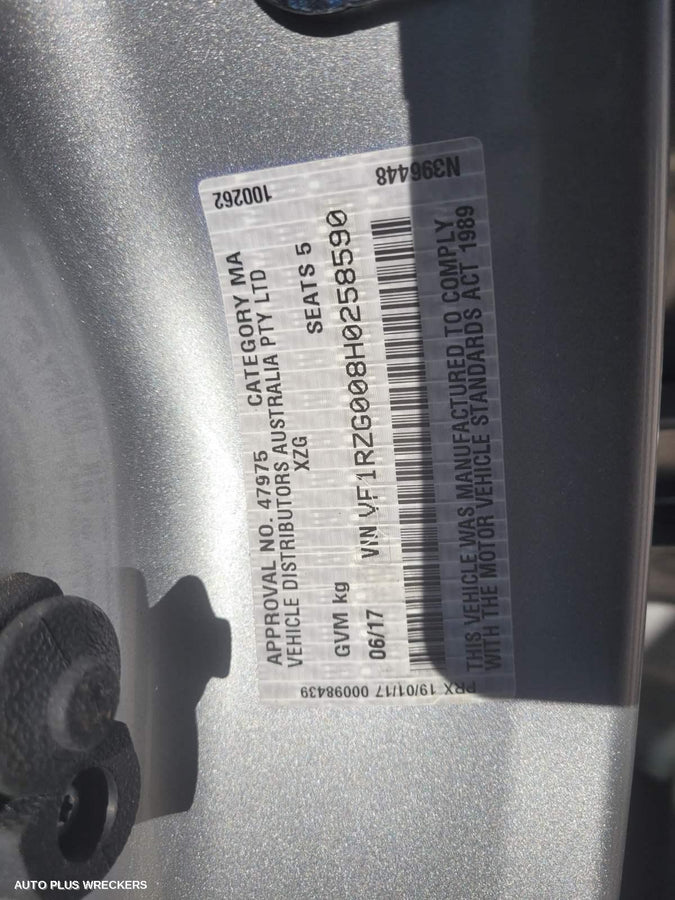 100262
N396448
APPROVAL NO. 47975 CATEGORY MA
VEHICLE DISTRIBUTORS AUSTRALIA PTY LTD
XZG
GVM kg SEATS 5
06/17 VIN VF1RZG008H0258590
THIS VEHICLE WAS MANUFACTURED TO COMPLY
WITH THE MOTOR VEHICLE STANDARDS ACT 1989
PRX 19/01/17 00098439
AUTO PLUS WRECKERS